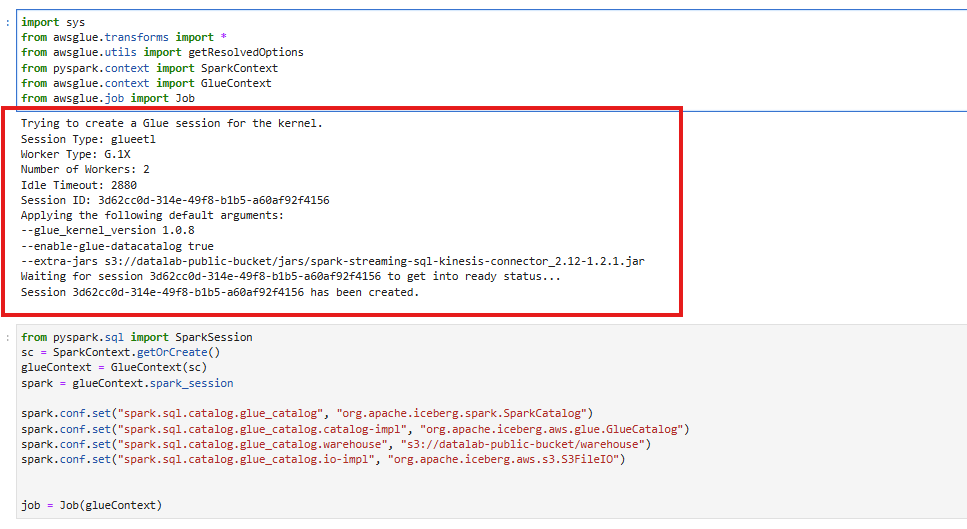 :
import sys
from awsglue.transforms import *
from awsglue.utils import getResolvedOptions
from pyspark.context import SparkContext
from awsglue.context import GlueContext
from awsglue.job import Job
Trying to create a Glue session for the kernel.
Session Type: glueetl
Worker Type: G.1X
Number of Workers: 2
Idle Timeout: 2880
Session ID: 3d62cc0d-314e-49f8-b1b5-a60af92f4156
Applying the following default arguments:
--glue_kernel_version 1.0.8
--enable-glue-datacatalog true
--extra-jars s3://datalab-public-bucket/jars/spark-streaming-sql-kinesis-connector_2.12-1.2.1.jar
Waiting for session 3d62cc0d-314e-49f8-b1b5-a60af92f4156 to get into ready status...
Session 3d62cc0d-314e-49f8-b1b5-a60af92f4156 has been created.
:
from pyspark.sql import SparkSession
sc = SparkContext.getOrCreate()
glueContext = GlueContext(sc)
spark = glueContext.spark_session
spark.conf.set("spark.sql.catalog.glue_catalog", "org.apache.iceberg.spark.SparkCatalog")
spark.conf.set("spark.sql.catalog.glue_catalog.catalog-impl", "org.apache.iceberg.aws.glue.GlueCatalog")
spark.conf.set("spark.sql.catalog.glue_catalog.warehouse", "s3://datalab-public-bucket/warehouse")
spark.conf.set("spark.sql.catalog.glue_catalog.io-impl", "org.apache.iceberg.aws.s3.S3FileIO")
job = Job(glueContext)